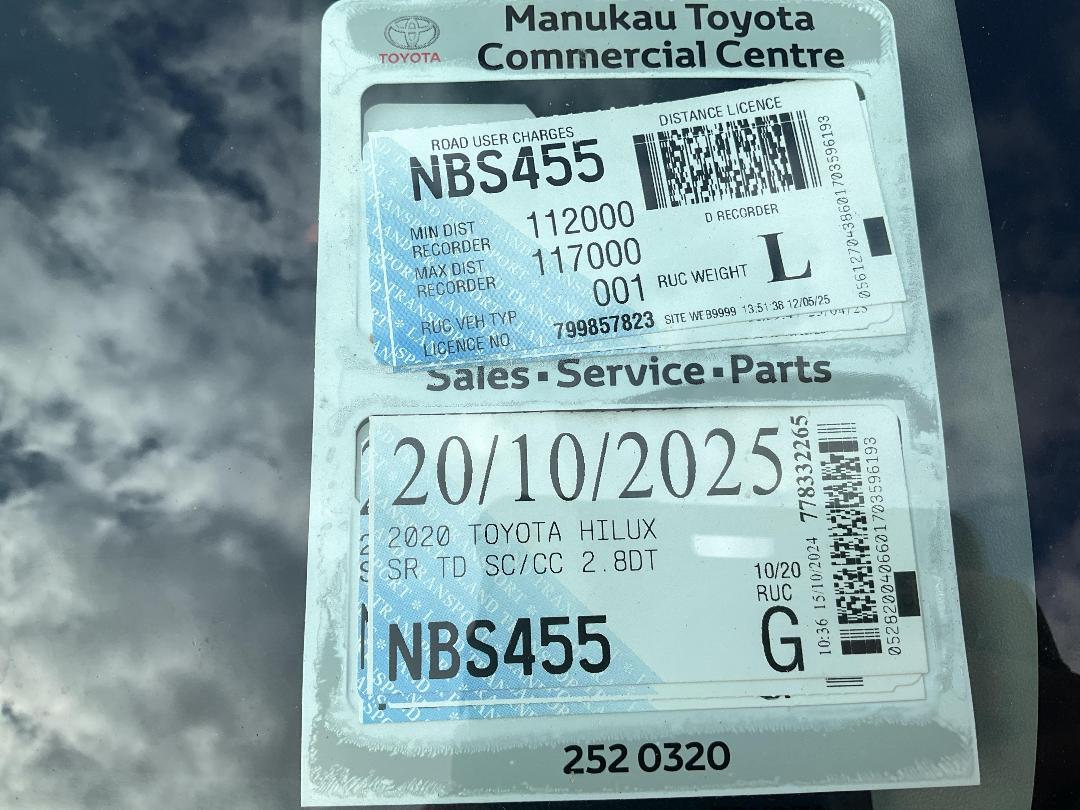 TOYOTA
Manukau Toyota
Commercial Centre
ROAD USER CHARGES
DISTANCE LICENCE
NBS455
D RECORDER
MIN DIST
RECORDER
112000
MAX DIST
RECORDER
117000
001
RUC WEIGHT
L
RUC VEH TYP
LICENCE NO
799857823
SITE WEB9999 13:51:38 12/05/25
05612704386017035961​93
Sales ▪ Service ▪ Parts
20/10/2025
2020 TOYOTA HILUX
SR TD SC/CC 2.8DT
10/20
RUC
G
NBS455
10:36 15/10/2024 778332265
0528200406601703596193
252 0320